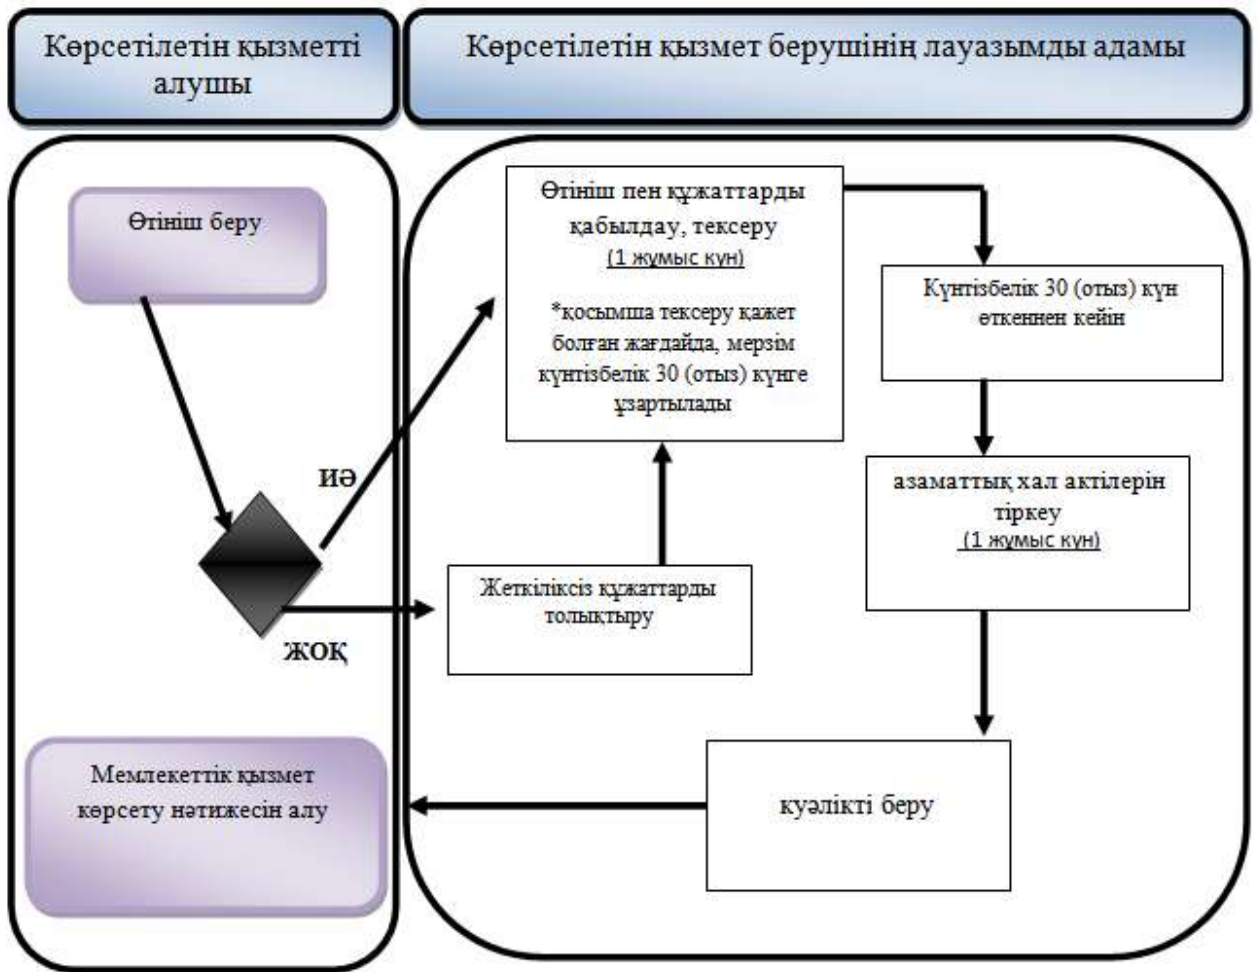 Көрсетілетін қызметті
алушы
Көрсетілетін қызмет берушінің лауазымды адамы
Өтініш беру
Өтініш пен құжаттарды
қабылдау, тексеру
(1 жұмыс күн)
*қосымша тексеру қажет
болған жағдайда, мерзім
күнтізбелік 30 (отыз) күнге
ұзартылады
Күнтізбелік 30 (отыз) күн
өткеннен кейін
иә
азаматтық хал актілерін
тіркеу
(1 жұмыс күн)
Жеткіліксіз құжаттарды
толықтыру
жоқ
Мемлекеттік қызмет
көрсету нәтижесін алу
куәлікті беру